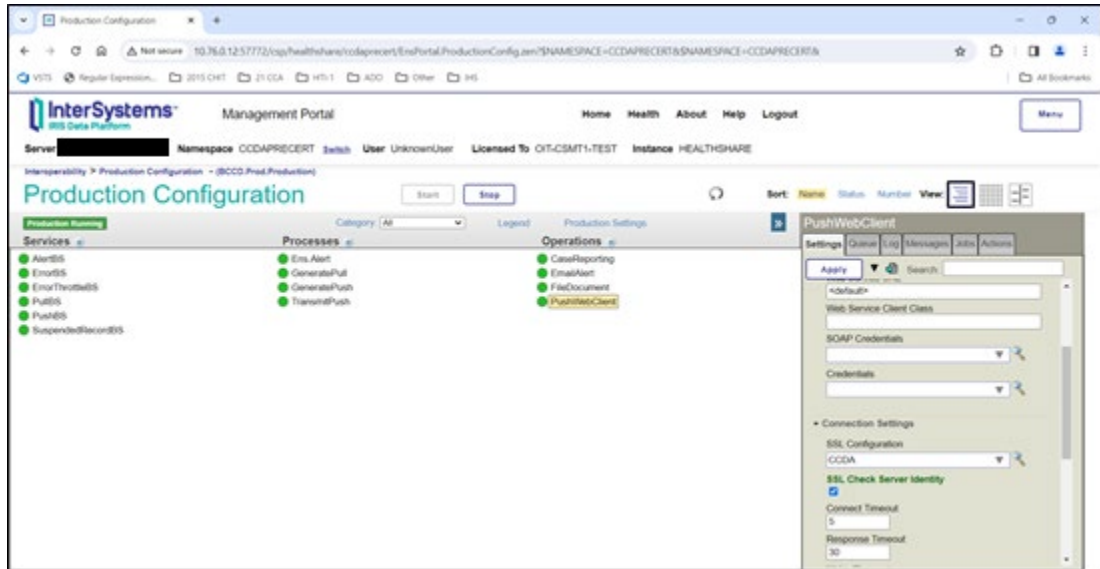 Production Configuration
Not secure 10.76.0.12:57772/csp/healthshare/ccdaprecert/EnsPortal.ProductionConfig.zen?$NAMESPACE=CCDAPRECERT&$NAMESPACE=CCDAPRECERT&
VSTS Regular Expression... 2015 CHIT 21 CCA HTI-1 ADO Other IHS All Bookmarks
InterSystems Management Portal Home Health About Help Logout Menu
IRIS Data Platform
Server Namespace CCDAPRECERT Switch User UnknownUser Licensed To OIT-CSMT1-TEST Instance HEALTHSHARE
Interoperability > Production Configuration - (BCCD.Prod.Production)
Production Configuration Start Stop Sort: Name Status Number View:
Production Running Category: All Legend Production Settings
Services Processes Operations
AlertBS Ens.Alert CaseReporting
ErrorBS GeneratePull EmailAlert
ErrorThrottleBS GeneratePush FileDocument
PullBS TransmitPush PushWebClient
PushBS
SuspendedRecordBS
PushWebClient
Settings Queue Log Messages Jobs Actions
Apply Search:
<default>
Web Service Client Class
SOAP Credentials
Credentials
Connection Settings
SSL Configuration
CCDA
SSL Check Server Identity
Connect Timeout
5
Response Timeout
30